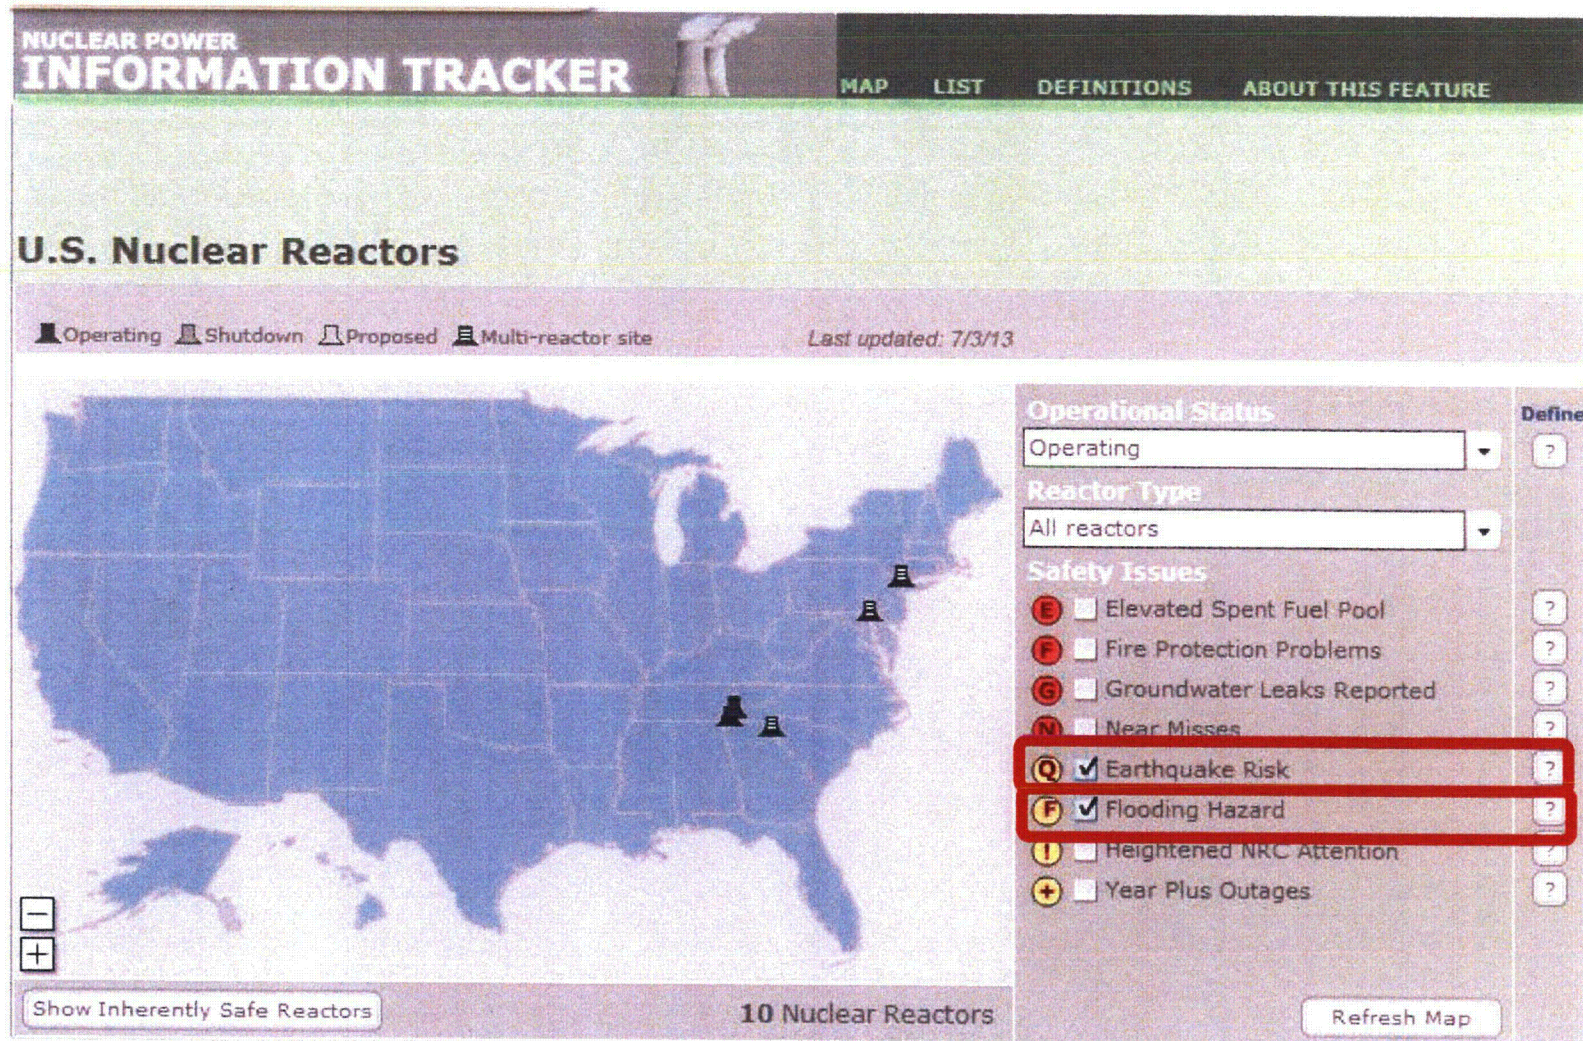 NUCLEAR POWER
INFORMATION TRACKER
MAP LIST DEFINITIONS ABOUT THIS FEATURE
U.S. Nuclear Reactors
Operating Shutdown Proposed Multi-reactor site Last updated: 7/3/13
Operational Status Define
Operating ?
Reactor Type
All reactors
Safety Issues
E Elevated Spent Fuel Pool ?
F Fire Protection Problems ?
G Groundwater Leaks Reported ?
N Near Misses ?
Q Earthquake Risk ?
F Flooding Hazard ?
! Heightened NRC Attention ?
+ Year Plus Outages ?
−
+
Show Inherently Safe Reactors 10 Nuclear Reactors Refresh Map